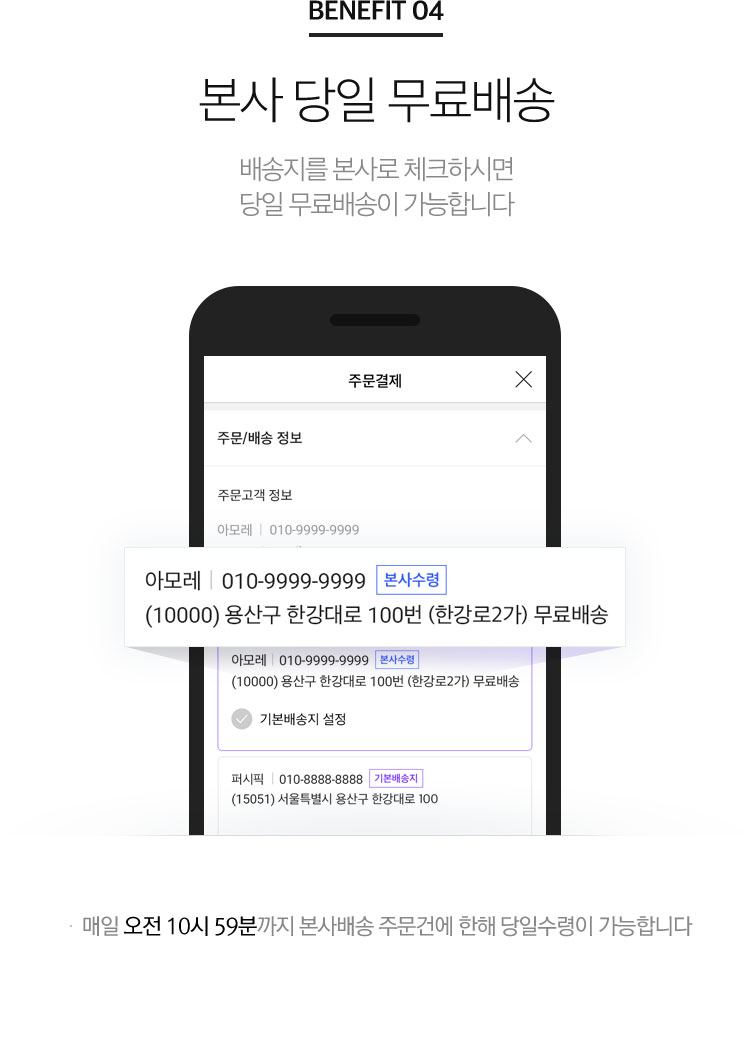 BENEFIT 04
본사 당일 무료배송
배송지를 본사로 체크하시면
당일 무료배송이 가능합니다
주문결제
주문/배송 정보
주문고객 정보
아모레 | 010-9999-9999
아모레 | 010-9999-9999 본사수령
(10000) 용산구 한강대로 100번 (한강로2가) 무료배송
아모레 | 010-9999-9999 본사수령
(10000) 용산구 한강대로 100번 (한강로2가) 무료배송
기본배송지 설정
퍼시픽 | 010-8888-8888 기본배송지
(15051) 서울특별시 용산구 한강대로 100
· 매일 오전 10시 59분까지 본사배송 주문건에 한해 당일수령이 가능합니다